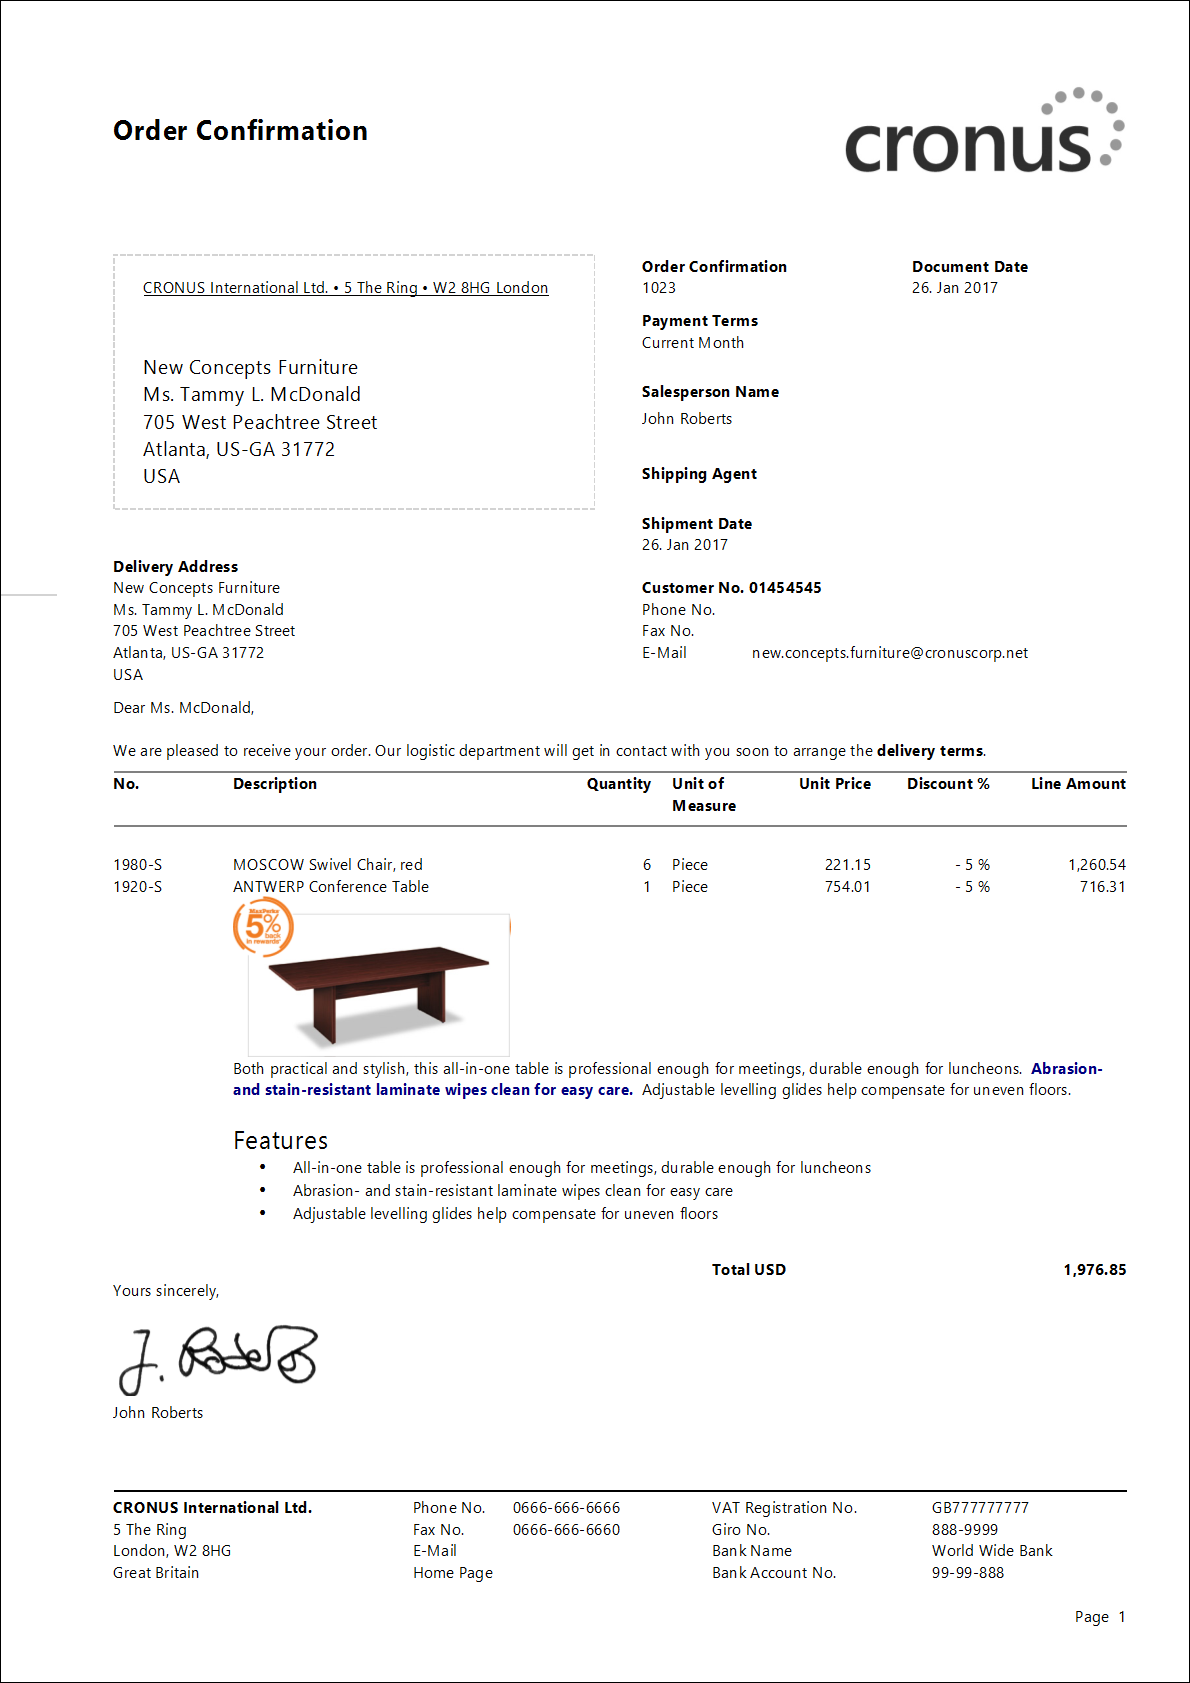 Order Confirmation
cronus
CRONUS International Ltd. • 5 The Ring • W2 8HG London
New Concepts Furniture
Ms. Tammy L. McDonald
705 West Peachtree Street
Atlanta, US-GA 31772
USA
Order Confirmation Document Date
1023 26. Jan 2017
Payment Terms
Current Month
Salesperson Name
John Roberts
Shipping Agent
Shipment Date
26. Jan 2017
Delivery Address
New Concepts Furniture
Ms. Tammy L. McDonald
705 West Peachtree Street
Atlanta, US-GA 31772
USA
Customer No. 01454545
Phone No.
Fax No.
E-Mail new.concepts.furniture@cronuscorp.net
Dear Ms. McDonald,
We are pleased to receive your order. Our logistic department will get in contact with you soon to arrange the delivery terms.
No. Description Quantity Unit of Unit Price Discount % Line Amount
Measure
1980-S MOSCOW Swivel Chair, red 6 Piece 221.15 - 5 % 1,260.54
1920-S ANTWERP Conference Table 1 Piece 754.01 - 5 % 716.31
MaxPerks
5%
back
in rewards
Both practical and stylish, this all-in-one table is professional enough for meetings, durable enough for luncheons. Abrasion-
and stain-resistant laminate wipes clean for easy care. Adjustable levelling glides help compensate for uneven floors.
Features
• All-in-one table is professional enough for meetings, durable enough for luncheons
• Abrasion- and stain-resistant laminate wipes clean for easy care
• Adjustable levelling glides help compensate for uneven floors
Total USD 1,976.85
Yours sincerely,
J. Roberts
John Roberts
CRONUS International Ltd. Phone No. 0666-666-6666 VAT Registration No. GB777777777
5 The Ring Fax No. 0666-666-6660 Giro No. 888-9999
London, W2 8HG E-Mail Bank Name World Wide Bank
Great Britain Home Page Bank Account No. 99-99-888
Page 1